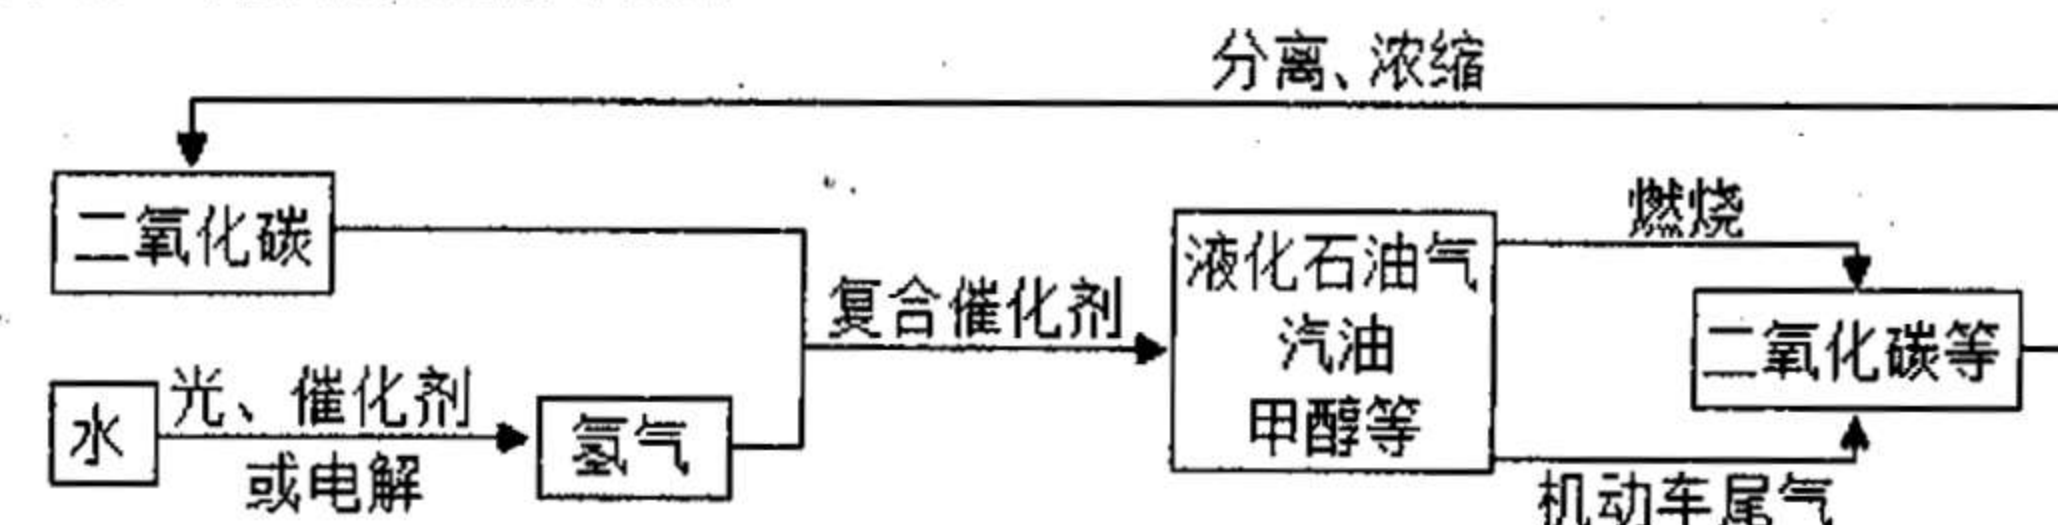 分离、浓缩
二氧化碳
燃烧
液化石油气
汽油
甲醇等
复合催化剂
二氧化碳等
水
光、催化剂
或电解
氢气
机动车尾气